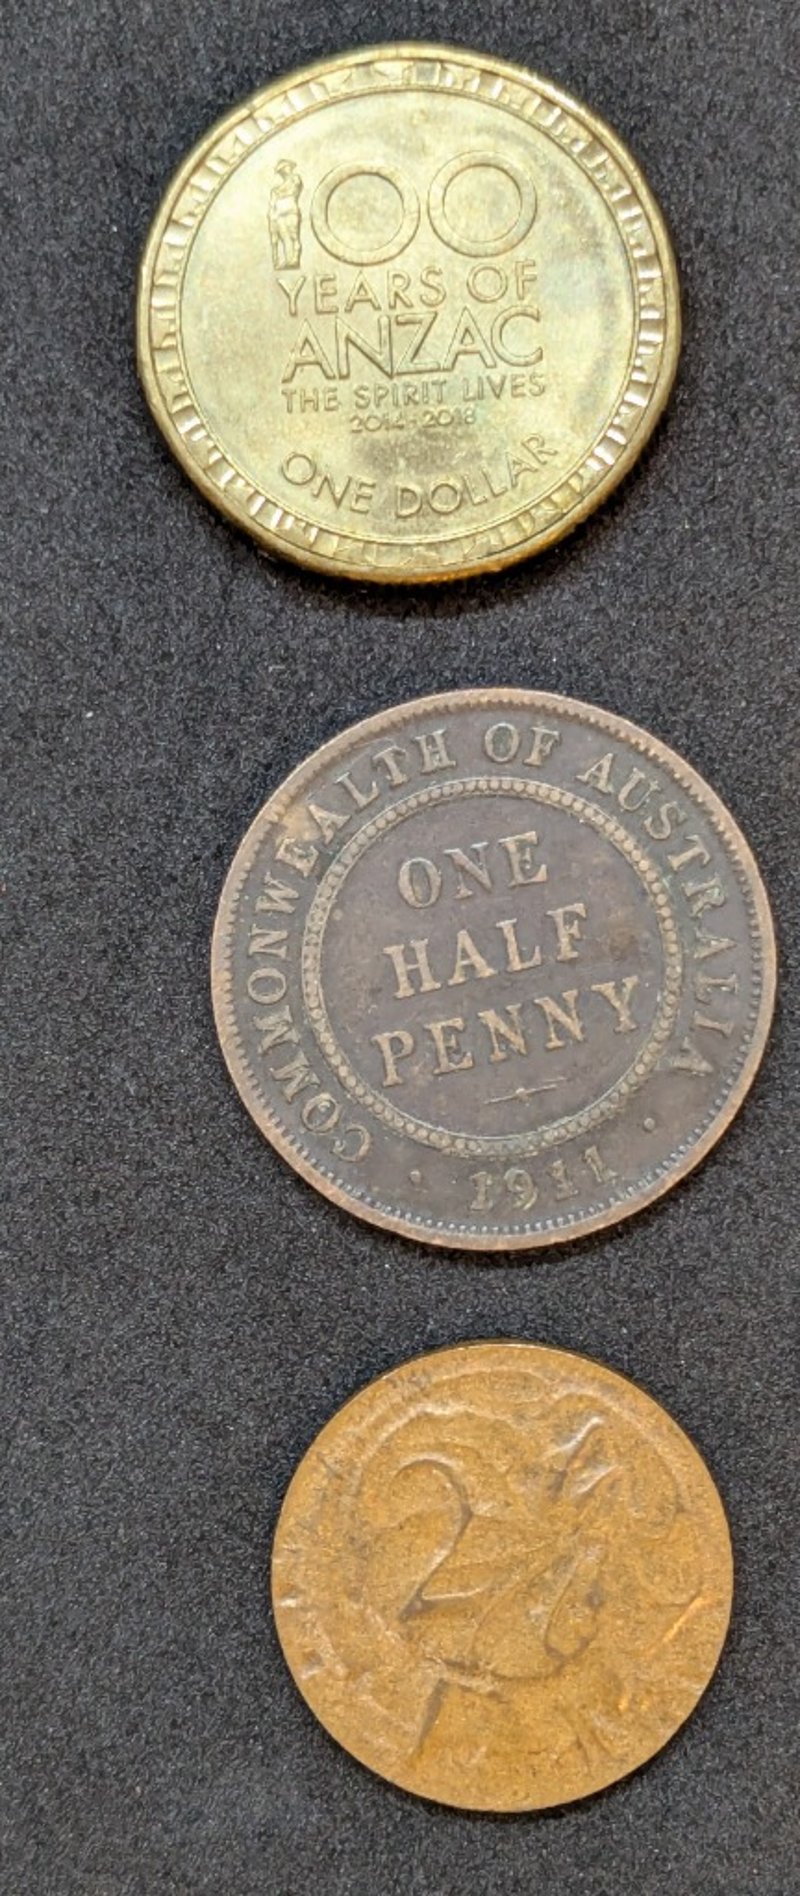 100
YEARS OF
ANZAC
THE SPIRIT LIVES
2014-2018
ONE DOLLAR
COMMONWEALTH OF AUSTRALIA
ONE
HALF
PENNY
· 1911 ·
2